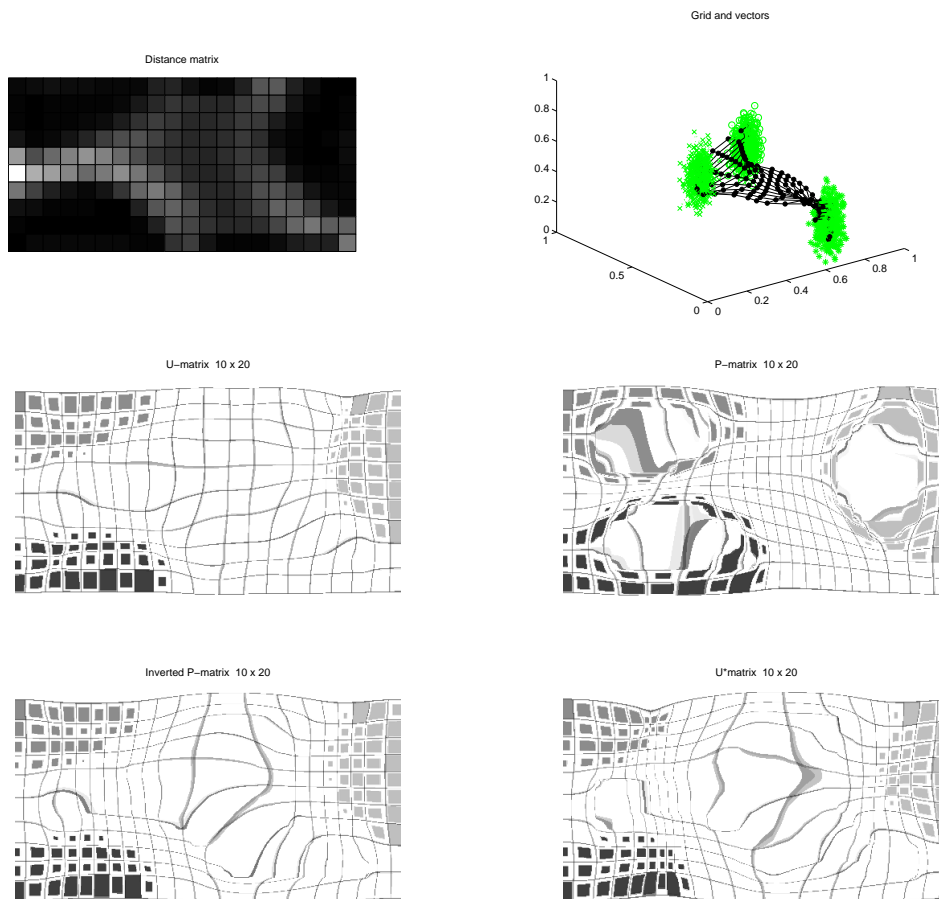 Grid and vectors
Distance matrix
1
0.8
0.6
0.4
0.2
0
1
0.5
0
0
0.2
0.4
0.6
0.8
1
U−matrix 10 x 20
P−matrix 10 x 20
Inverted P−matrix 10 x 20
U*matrix 10 x 20